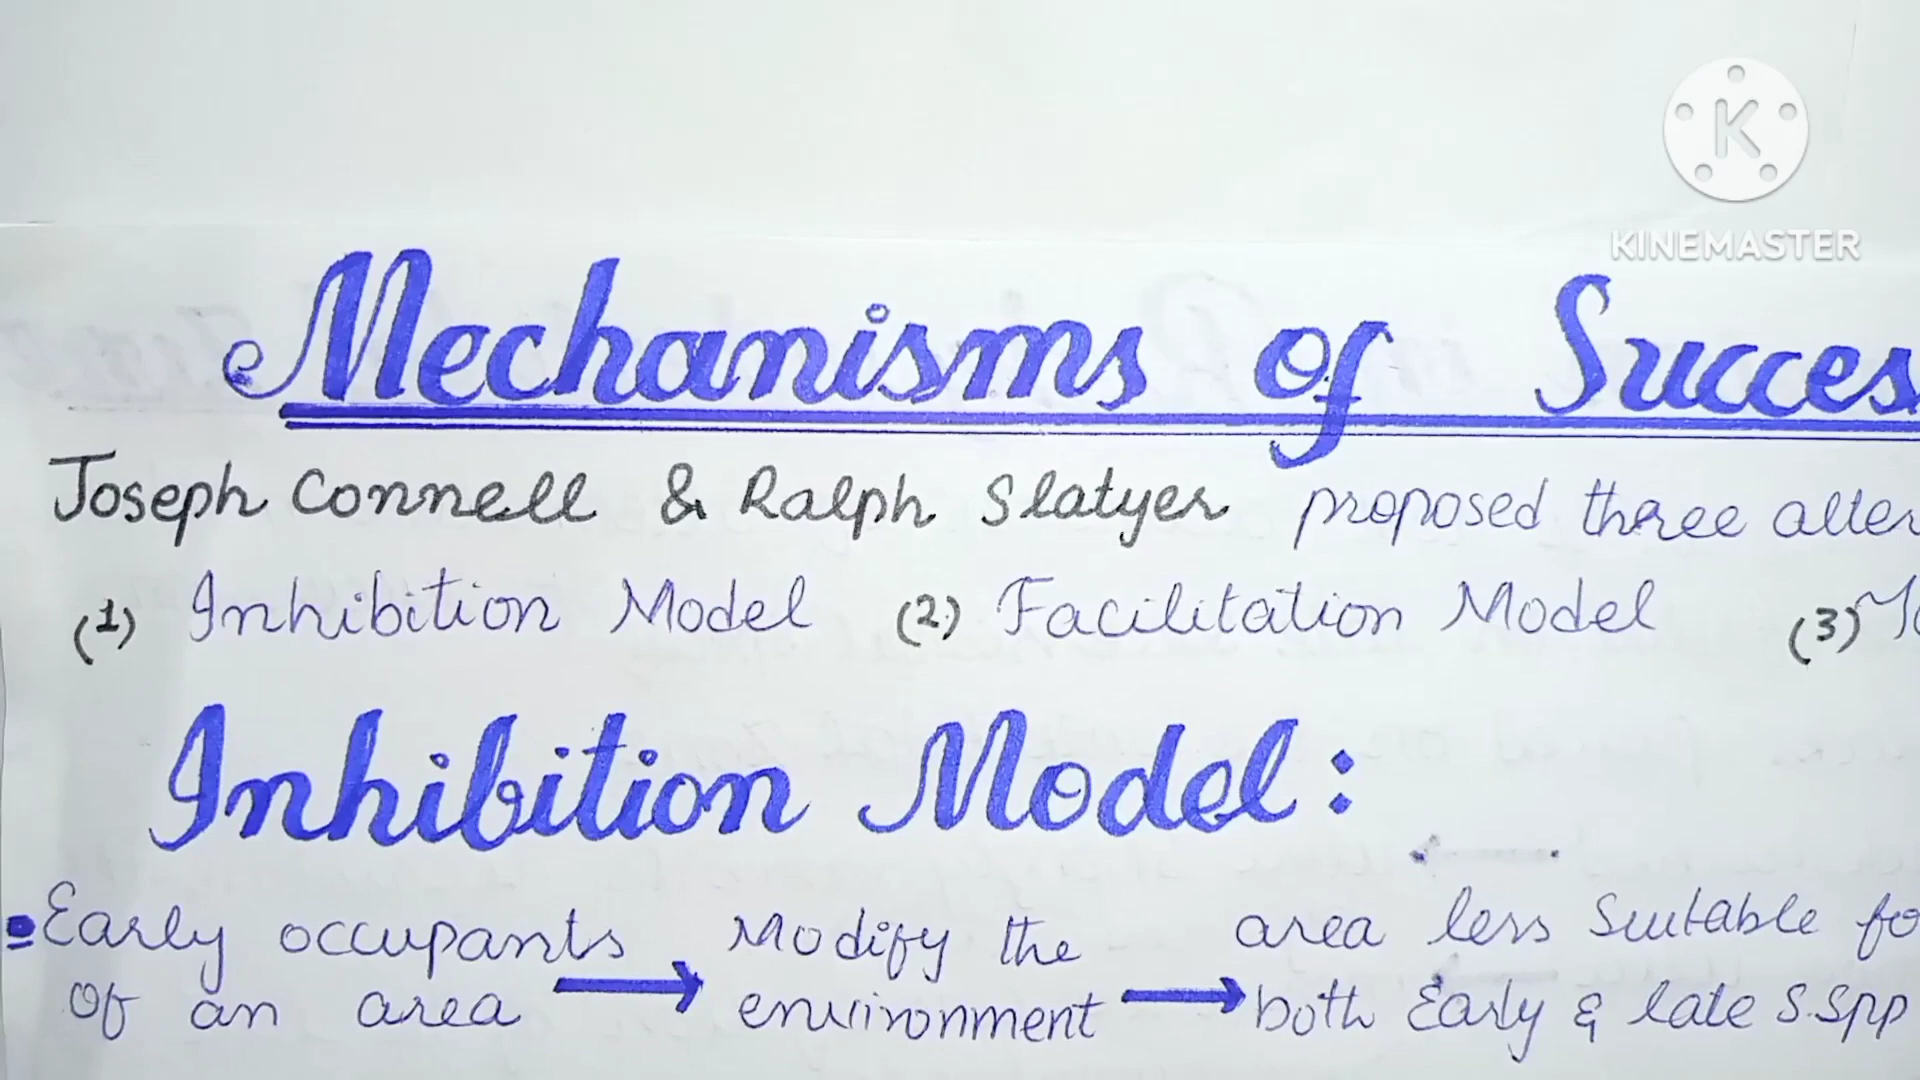 K
KINEMASTER
Mechanisms of Succes
Joseph Connell & Ralph Slatyer proposed three alter
(1) Inhibition Model (2) Facilitation Model (3) To
Inhibition Model:
Early occupants → Modify the → area less Suitable fo
of an area environment both Early & late S.Spp